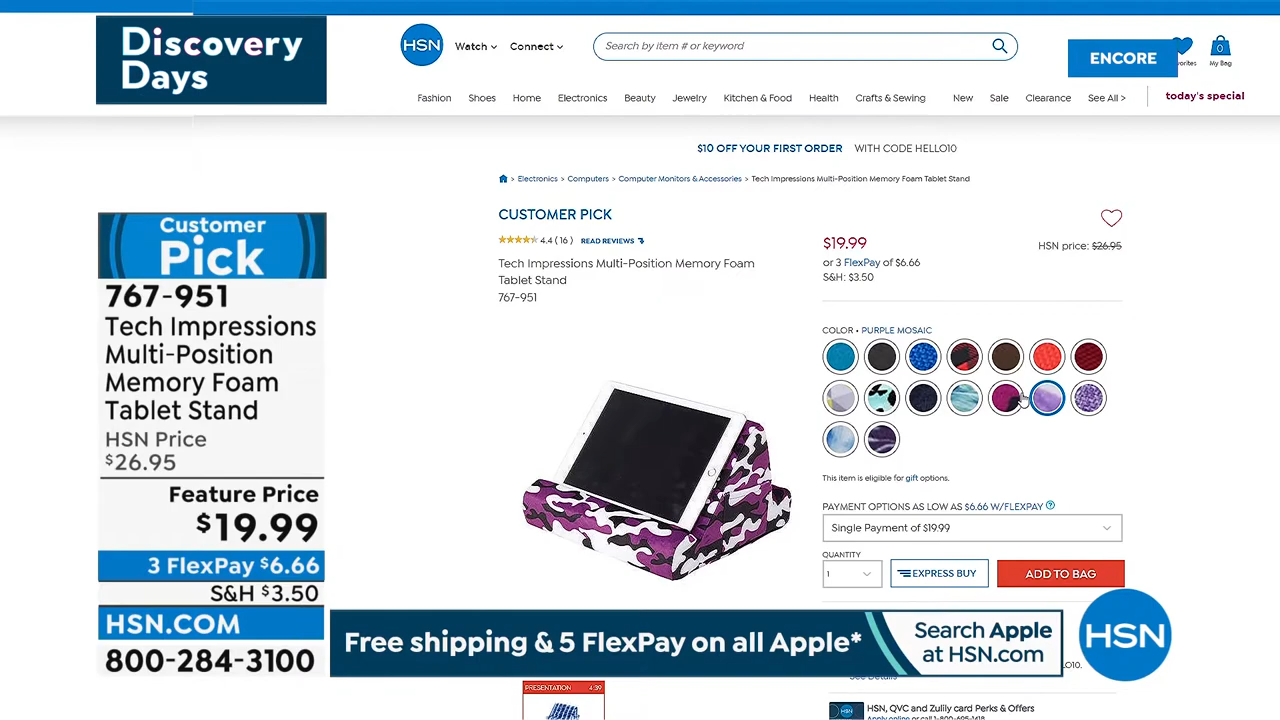 Discovery
Days
HSN
Watch
Connect
Search by item # or keyword
ENCORE
0
My Bag
Fashion
Shoes
Home
Electronics
Beauty
Jewelry
Kitchen & Food
Health
Crafts & Sewing
New
Sale
Clearance
See All >
today's special
$10 OFF YOUR FIRST ORDER WITH CODE HELLO10
> Electronics > Computers > Computer Monitors & Accessories > Tech Impressions Multi-Position Memory Foam Tablet Stand
CUSTOMER PICK
4.4 ( 16 ) READ REVIEWS
Tech Impressions Multi-Position Memory Foam
Tablet Stand
767-951
$19.99
HSN price: $26.95
or 3 FlexPay of $6.66
S&H: $3.50
COLOR • PURPLE MOSAIC
This item is eligible for gift options.
PAYMENT OPTIONS AS LOW AS $6.66 W/FLEXPAY
Single Payment of $19.99
QUANTITY
1
EXPRESS BUY
ADD TO BAG
Customer
Pick
767-951
Tech Impressions
Multi-Position
Memory Foam
Tablet Stand
HSN Price
$26.95
Feature Price
$19.99
3 FlexPay $6.66
S&H $3.50
HSN.COM
800-284-3100
Free shipping & 5 FlexPay on all Apple*
Search Apple
at HSN.com
HSN
See Details
PRESENTATION 4:39
HSN
HSN, QVC and Zulily card Perks & Offers
Apply online or call 1-800-695-1418